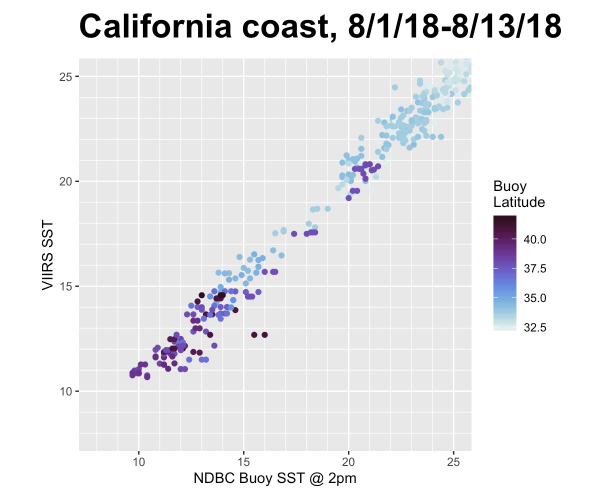 California coast, 8/1/18-8/13/18
25
20
15
10
VIIRS SST
10 15 20 25
NDBC Buoy SST @ 2pm
Buoy
Latitude
40.0
37.5
35.0
32.5